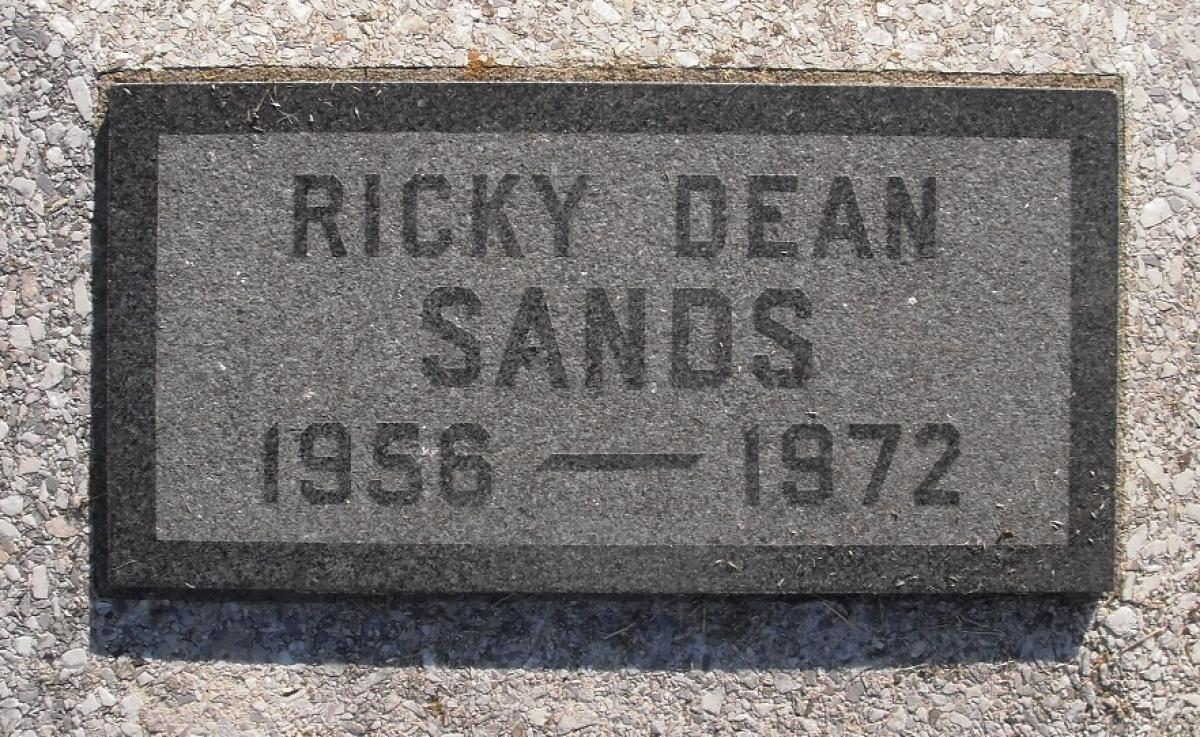 RICKY DEAN
SANDS
1956 — 1972